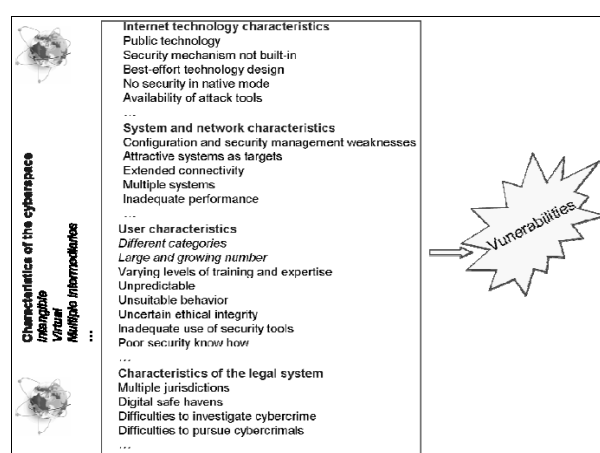 Characteristics of the cyberspace
Intangible
Virtual
Multiple intermediaries
...
Internet technology characteristics
Public technology
Security mechanism not built-in
Best-effort technology design
No security in native mode
Availability of attack tools
...
System and network characteristics
Configuration and security management weaknesses
Attractive systems as targets
Extended connectivity
Multiple systems
Inadequate performance
...
User characteristics
Different categories
Large and growing number
Varying levels of training and expertise
Unpredictable
Unsuitable behavior
Uncertain ethical integrity
Inadequate use of security tools
Poor security know how
...
Characteristics of the legal system
Multiple jurisdictions
Digital safe havens
Difficulties to investigate cybercrime
Difficulties to pursue cybercrimals
...
Vunerabilities